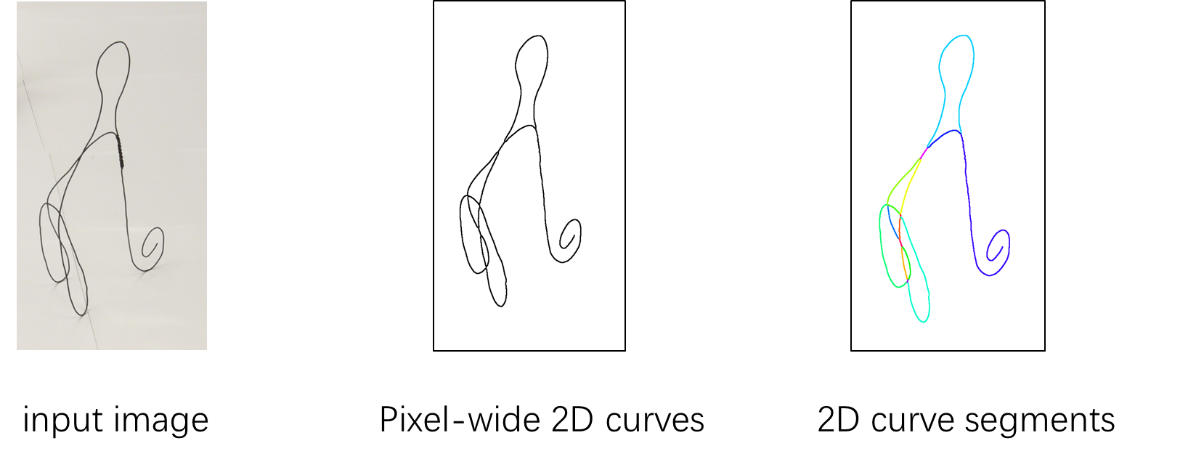 input image
Pixel-wide 2D curves
2D curve segments